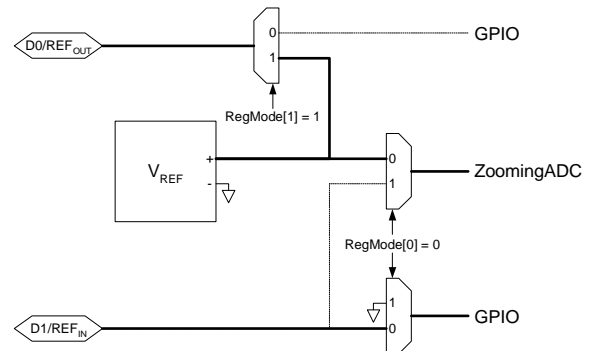 D0/REF_OUT
0
GPIO
1
RegMode[1] = 1
V_REF
+
-
0
1
ZoomingADC
RegMode[0] = 0
1
0
GPIO
D1/REF_IN